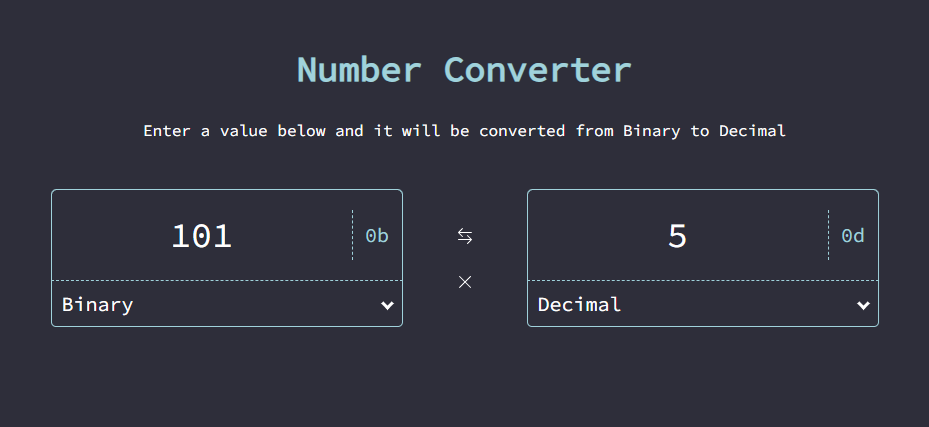 Number Converter
Enter a value below and it will be converted from Binary to Decimal
101 0b
5 0d
Binary
Decimal